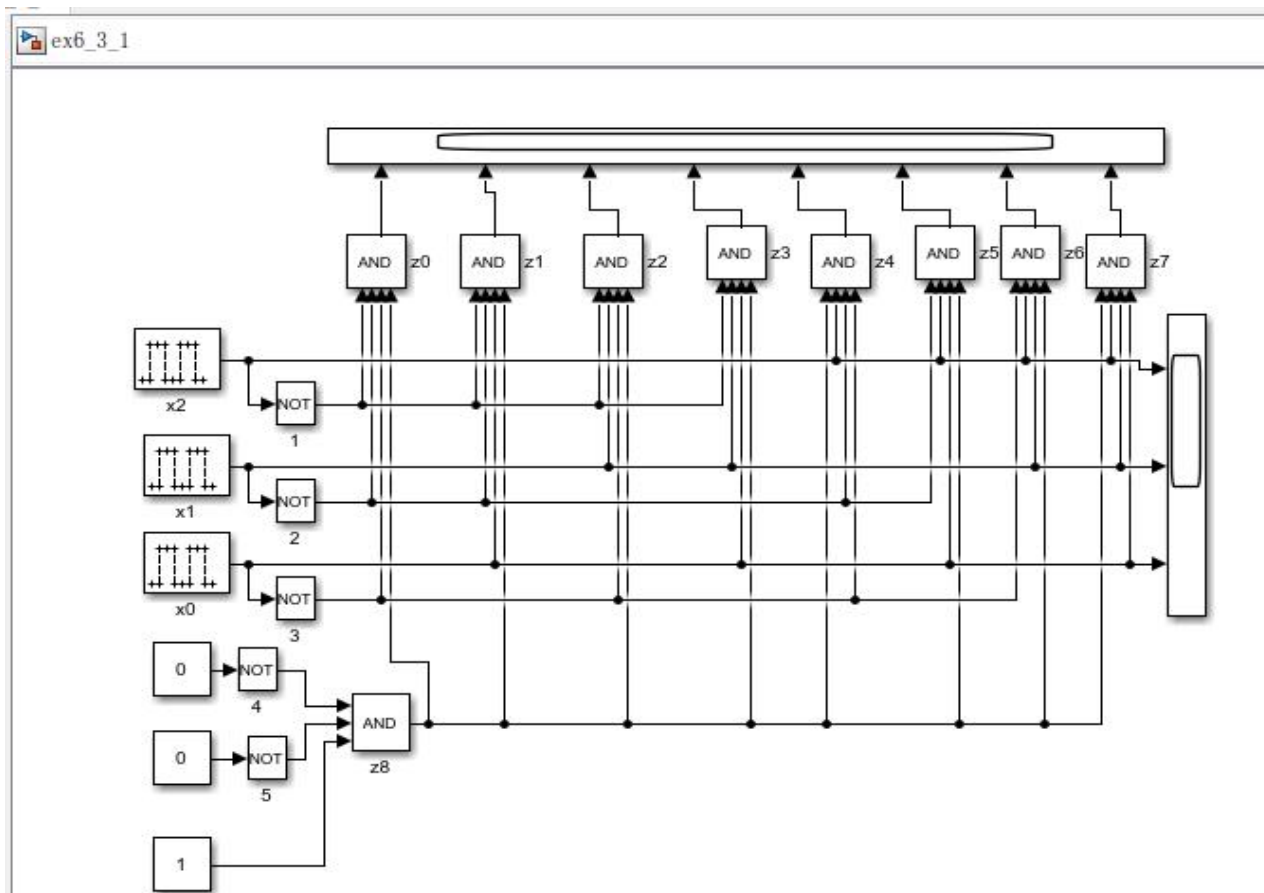 ex6_3_1
AND z0 AND z1 AND z2 AND z3 AND z4 AND z5 AND z6 AND z7
x2
NOT
1
x1
NOT
2
x0
NOT
3
0 NOT
4
AND
z8
0 NOT
5
1